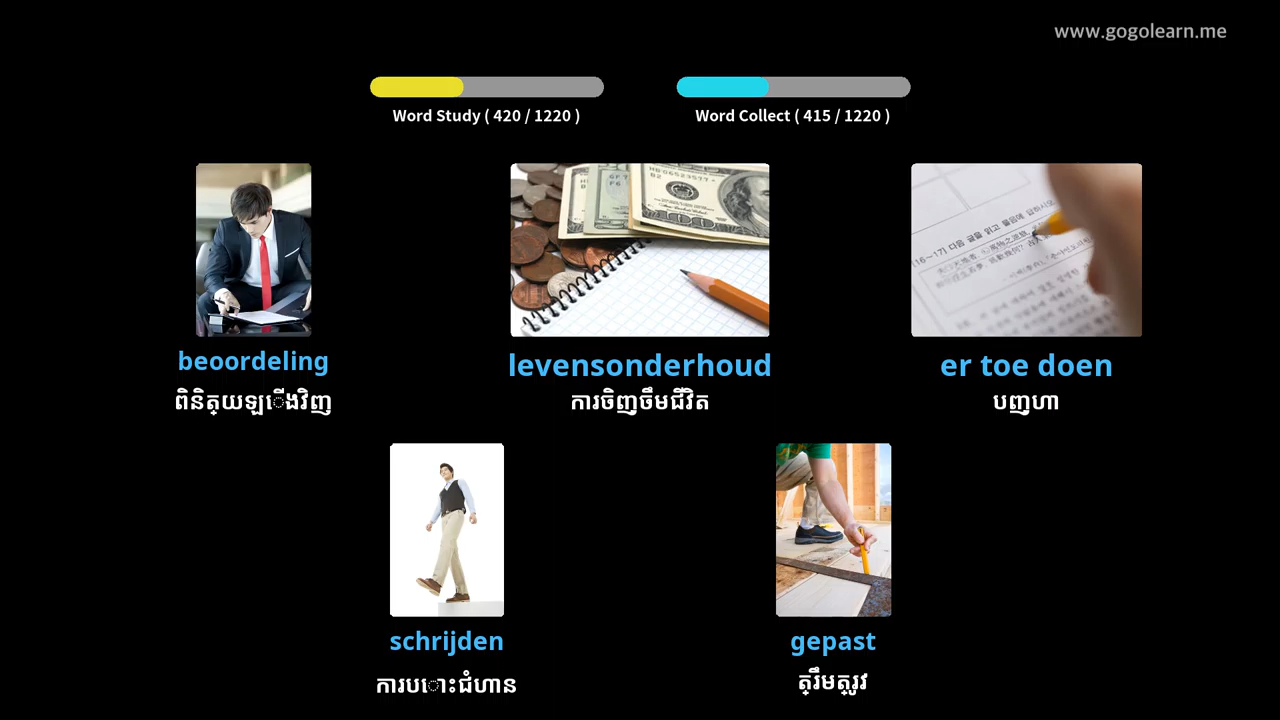 www.gogolearn.me
Word Study ( 420 / 1220 )
Word Collect ( 415 / 1220 )
beoordeling
ពិនិត្យឡើងវិញ
levensonderhoud
ការចិញ្ចឹមជីវិត
er toe doen
បញ្ហា
schrijden
ការបោះជំហាន
gepast
ត្រឹមត្រូវ